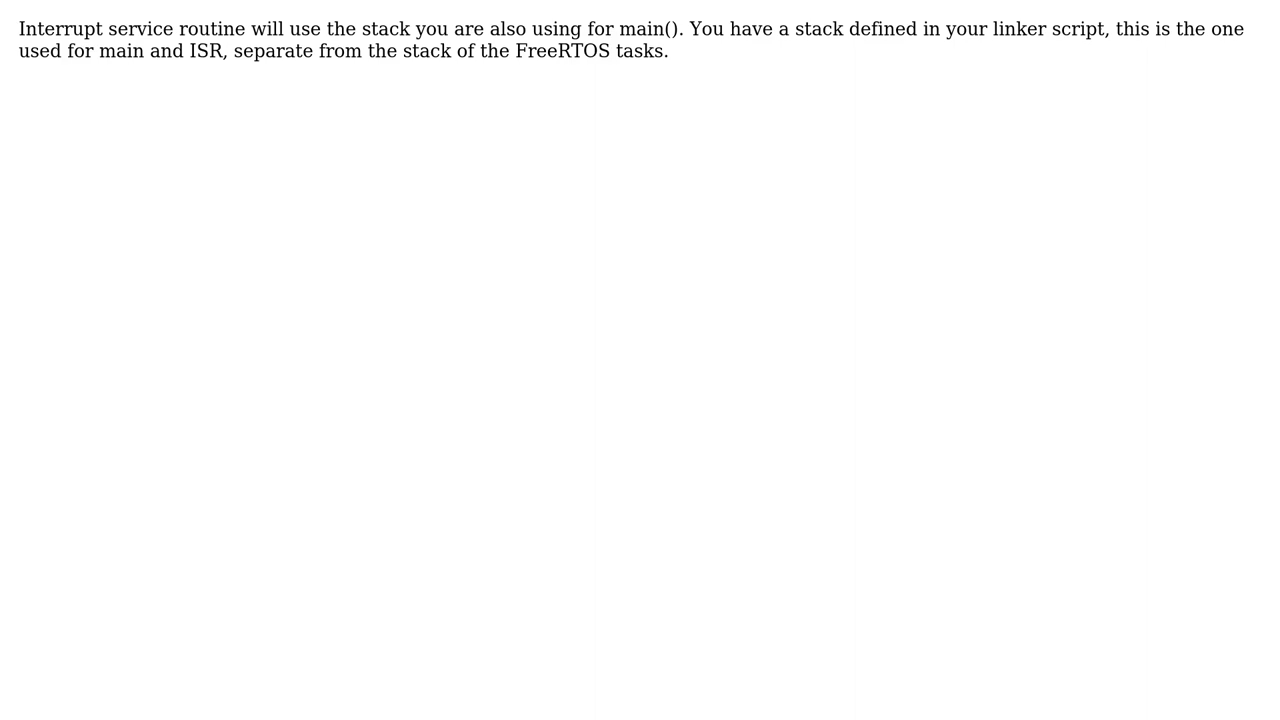 Interrupt service routine will use the stack you are also using for main(). You have a stack defined in your linker script, this is the one
used for main and ISR, separate from the stack of the FreeRTOS tasks.